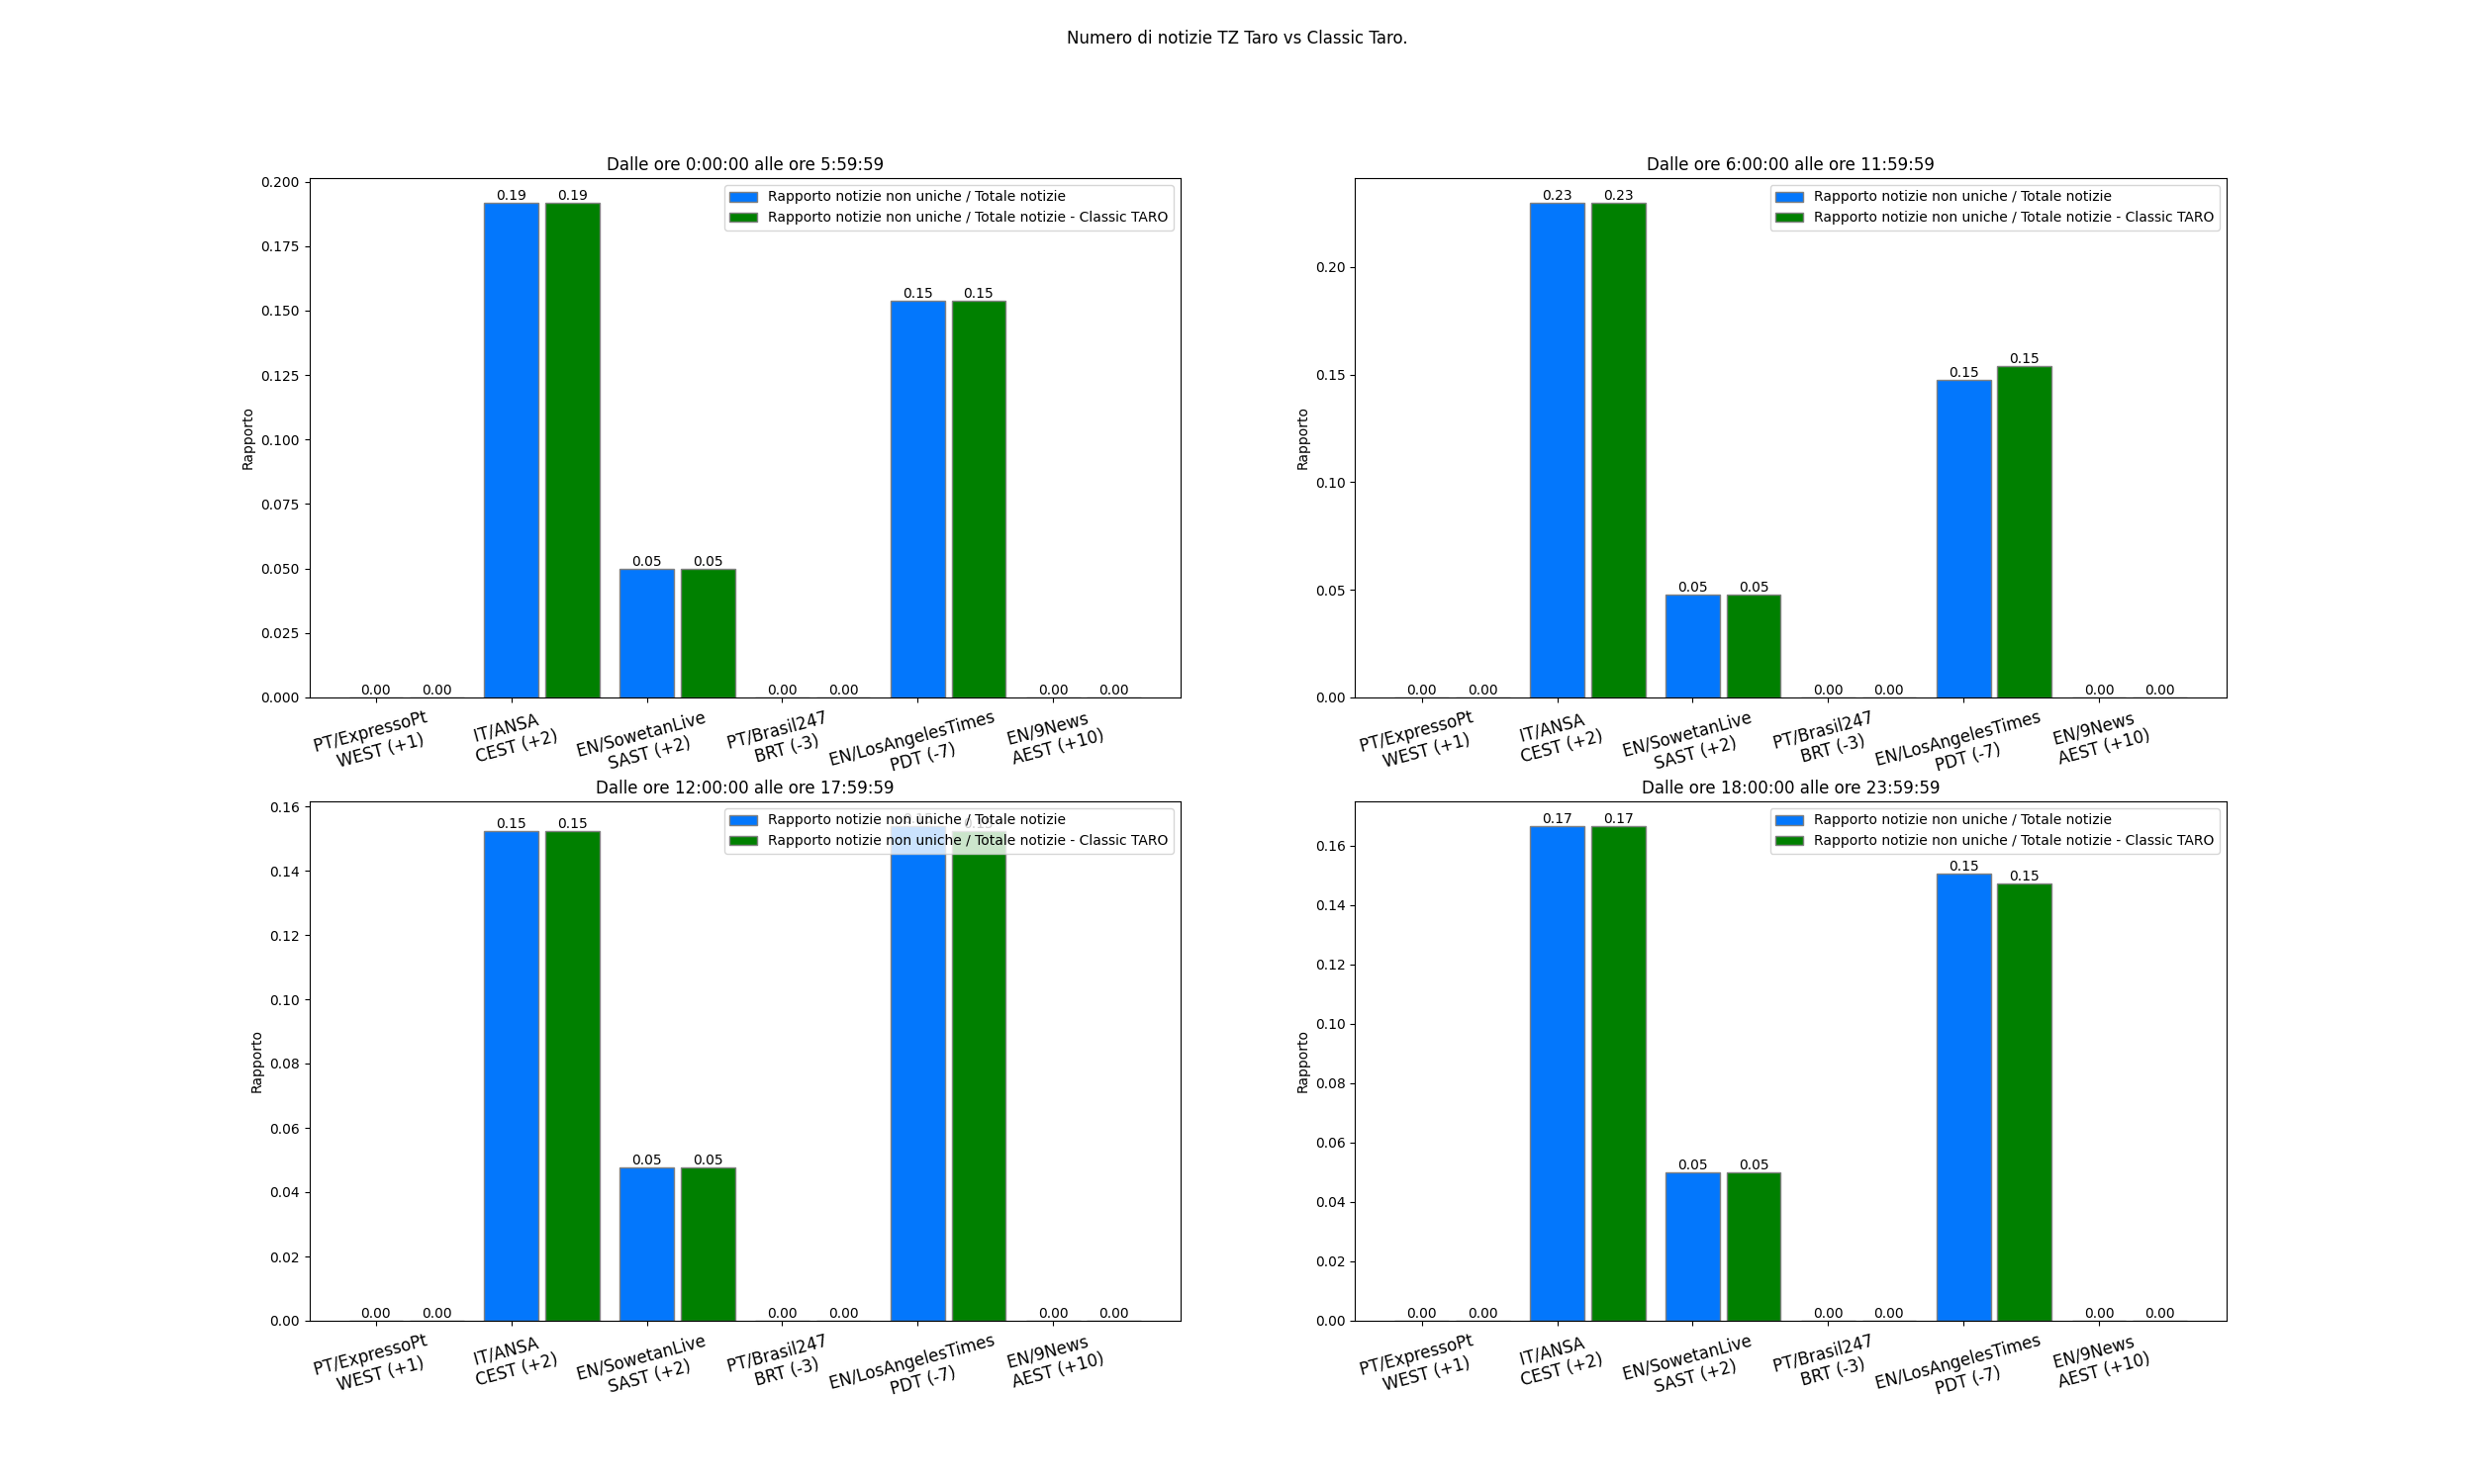 Numero di notizie TZ Taro vs Classic Taro.
Dalle ore 0:00:00 alle ore 5:59:59
Rapporto notizie non uniche / Totale notizie
Rapporto notizie non uniche / Totale notizie - Classic TARO
Rapporto
0.200
0.175
0.150
0.125
0.100
0.075
0.050
0.025
0.000
0.00 0.00 0.19 0.19 0.05 0.05 0.00 0.00 0.15 0.15 0.00 0.00
PT/ExpressoPt
WEST (+1)
IT/ANSA
CEST (+2)
EN/SowetanLive
SAST (+2)
PT/Brasil247
BRT (-3)
EN/LosAngelesTimes
PDT (-7)
EN/9News
AEST (+10)
Dalle ore 6:00:00 alle ore 11:59:59
Rapporto notizie non uniche / Totale notizie
Rapporto notizie non uniche / Totale notizie - Classic TARO
Rapporto
0.20
0.15
0.10
0.05
0.00
0.00 0.00 0.23 0.23 0.05 0.05 0.00 0.00 0.15 0.15 0.00 0.00
PT/ExpressoPt
WEST (+1)
IT/ANSA
CEST (+2)
EN/SowetanLive
SAST (+2)
PT/Brasil247
BRT (-3)
EN/LosAngelesTimes
PDT (-7)
EN/9News
AEST (+10)
Dalle ore 12:00:00 alle ore 17:59:59
Rapporto notizie non uniche / Totale notizie
Rapporto notizie non uniche / Totale notizie - Classic TARO
Rapporto
0.16
0.14
0.12
0.10
0.08
0.06
0.04
0.02
0.00
0.00 0.00 0.15 0.15 0.05 0.05 0.00 0.00 0.00 0.00
PT/ExpressoPt
WEST (+1)
IT/ANSA
CEST (+2)
EN/SowetanLive
SAST (+2)
PT/Brasil247
BRT (-3)
EN/LosAngelesTimes
PDT (-7)
EN/9News
AEST (+10)
Dalle ore 18:00:00 alle ore 23:59:59
Rapporto notizie non uniche / Totale notizie
Rapporto notizie non uniche / Totale notizie - Classic TARO
Rapporto
0.16
0.14
0.12
0.10
0.08
0.06
0.04
0.02
0.00
0.00 0.00 0.17 0.17 0.05 0.05 0.00 0.00 0.15 0.15 0.00 0.00
PT/ExpressoPt
WEST (+1)
IT/ANSA
CEST (+2)
EN/SowetanLive
SAST (+2)
PT/Brasil247
BRT (-3)
EN/LosAngelesTimes
PDT (-7)
EN/9News
AEST (+10)